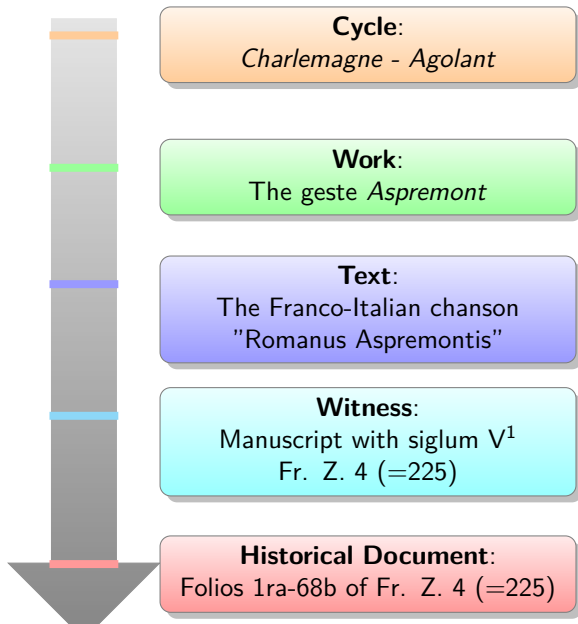 Cycle:
Charlemagne - Agolant
Work:
The geste Aspremont
Text:
The Franco-Italian chanson
”Romanus Aspremontis”
Witness:
Manuscript with siglum V¹
Fr. Z. 4 (=225)
Historical Document:
Folios 1ra-68b of Fr. Z. 4 (=225)